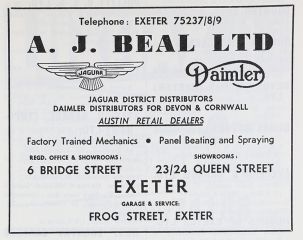 Telephone: EXETER 75237/8/9
A. J. BEAL LTD
JAGUAR
Daimler
JAGUAR DISTRICT DISTRIBUTORS
DAIMLER DISTRIBUTORS FOR DEVON & CORNWALL
AUSTIN RETAIL DEALERS
Factory Trained Mechanics • Panel Beating and Spraying
REGD. OFFICE & SHOWROOMS: SHOWROOMS:
6 BRIDGE STREET 23/24 QUEEN STREET
EXETER
GARAGE & SERVICE:
FROG STREET, EXETER